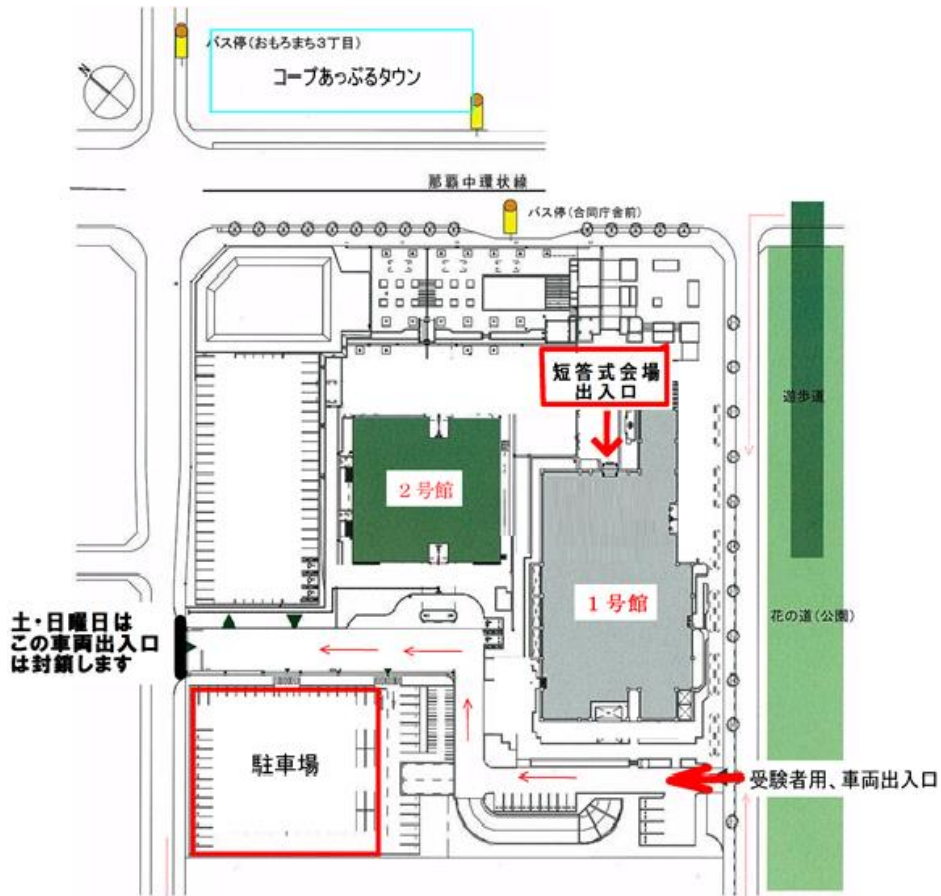 バス停(おもろまち3丁目)
コープあっぷるタウン
N
那覇中環状線
バス停(合同庁舎前)
短答式会場
出入口
遊歩道
2号館
1号館
花の道(公園)
土・日曜日は
この車両出入口
は封鎖します
駐車場
受験者用、車両出入口